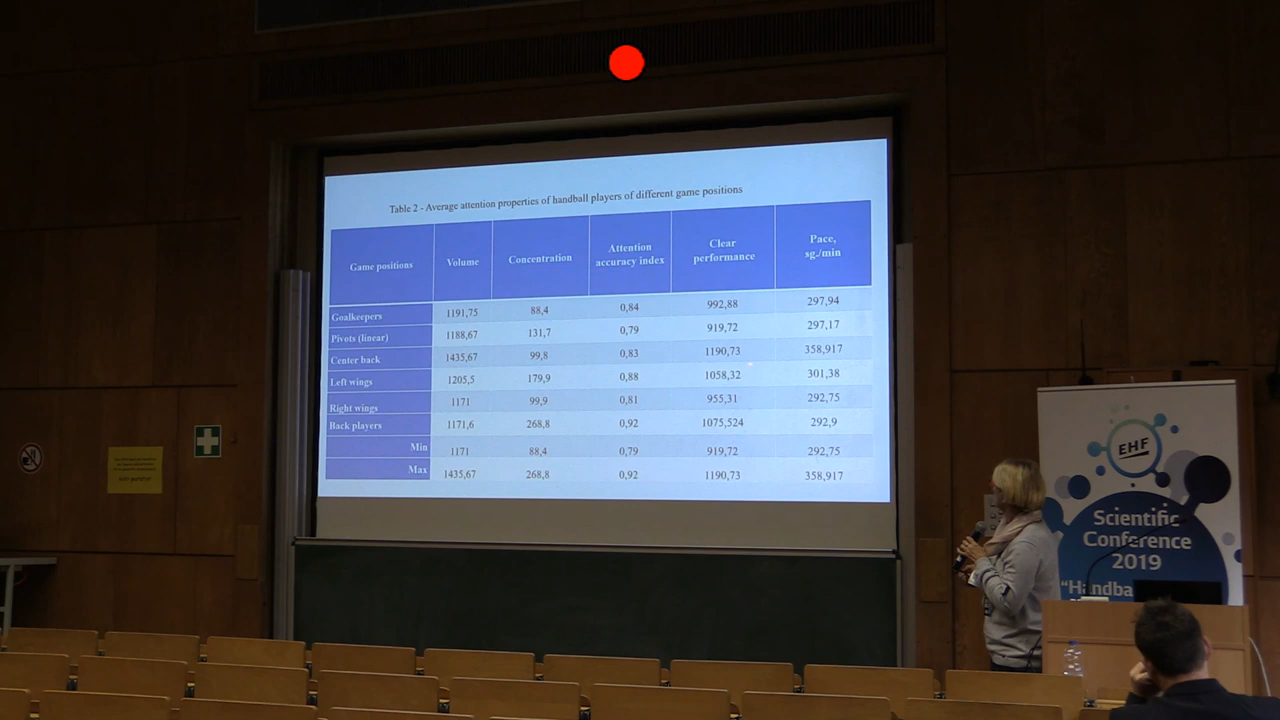 Table 2 - Average attention properties of handball players of different game positions
Game positions Volume Concentration Attention accuracy index Clear performance Pace, sg./min
Goalkeepers 1191,75 88,4 0,84 992,88 297,94
Pivots (linear) 1188,67 131,7 0,79 919,72 297,17
Center back 1435,67 99,8 0,83 1190,73 358,917
Left wings 1205,5 179,9 0,88 1058,32 301,38
Right wings 1171 99,9 0,81 955,31 292,75
Back players 1171,6 268,8 0,92 1075,524 292,9
Min 1171 88,4 0,79 919,72 292,75
Max 1435,67 268,8 0,92 1190,73 358,917
EHF
Scientific
Conference
2019
"Handba